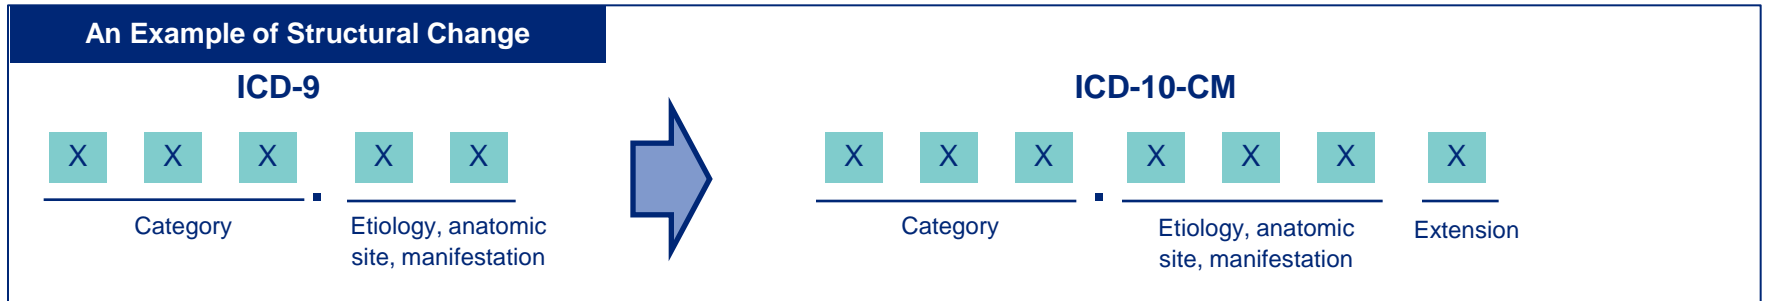 An Example of Structural Change
ICD-9
ICD-10-CM
X X X . X X
X X X . X X X X
Category
Etiology, anatomic
site, manifestation
Category
Etiology, anatomic
site, manifestation
Extension